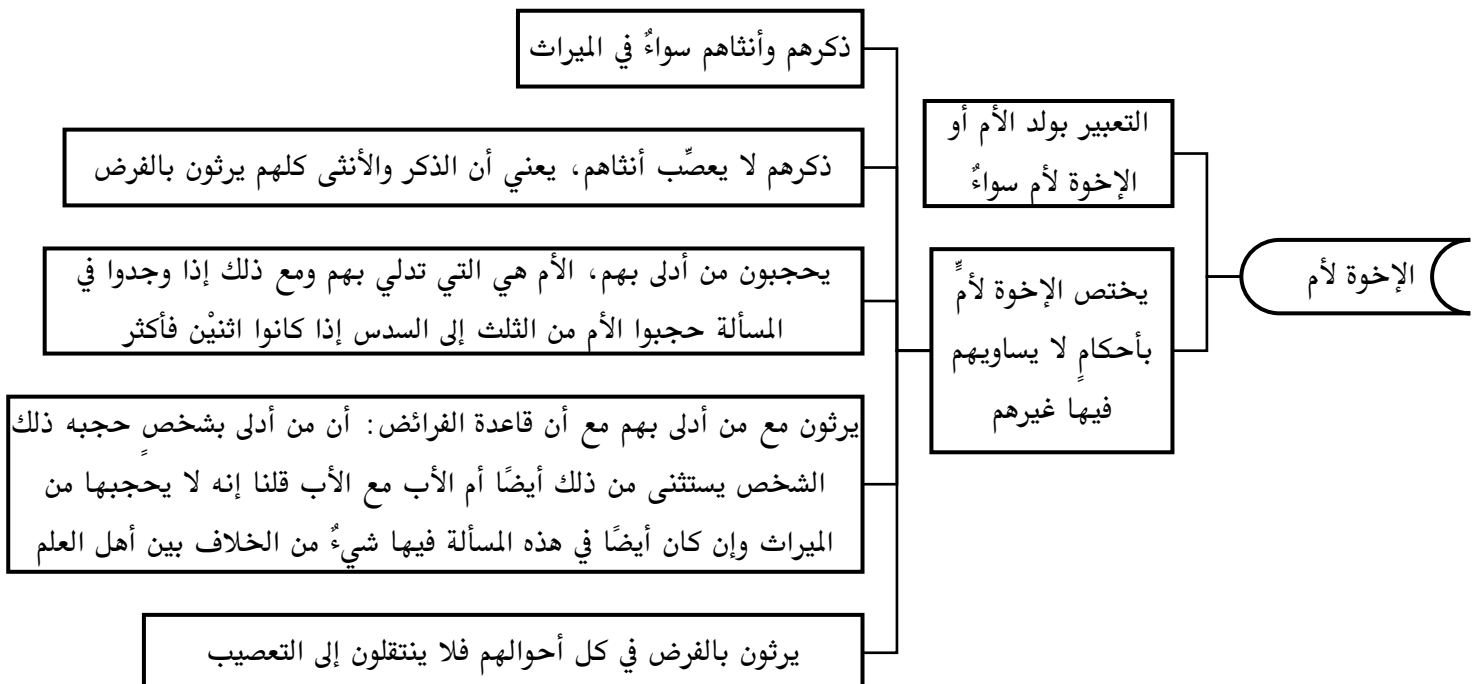 الإخوة لأم
التعبير بولد الأم أو
الإخوة لأم سواءٌ
يختص الإخوة لأمٍّ
بأحكامٍ لا يساويهم
فيها غيرهم
ذكرهم وأنثاهم سواءٌ في الميراث
ذكرهم لا يعصِّب أنثاهم، يعني أن الذكر والأنثى كلهم يرثون بالفرض
يحجبون من أدلى بهم، الأم هي التي تدلي بهم ومع ذلك إذا وجدوا في
المسألة حجبوا الأم من الثلث إلى السدس إذا كانوا اثنيْن فأكثر
يرثون مع من أدلى بهم مع أن قاعدة الفرائض: أن من أدلى بشخصٍ حجبه ذلك
الشخص يستثنى من ذلك أيضًا أم الأب مع الأب قلنا إنه لا يحجبها من
الميراث وإن كان أيضًا في هذه المسألة فيها شيءٌ من الخلاف بين أهل العلم
يرثون بالفرض في كل أحوالهم فلا ينتقلون إلى التعصيب